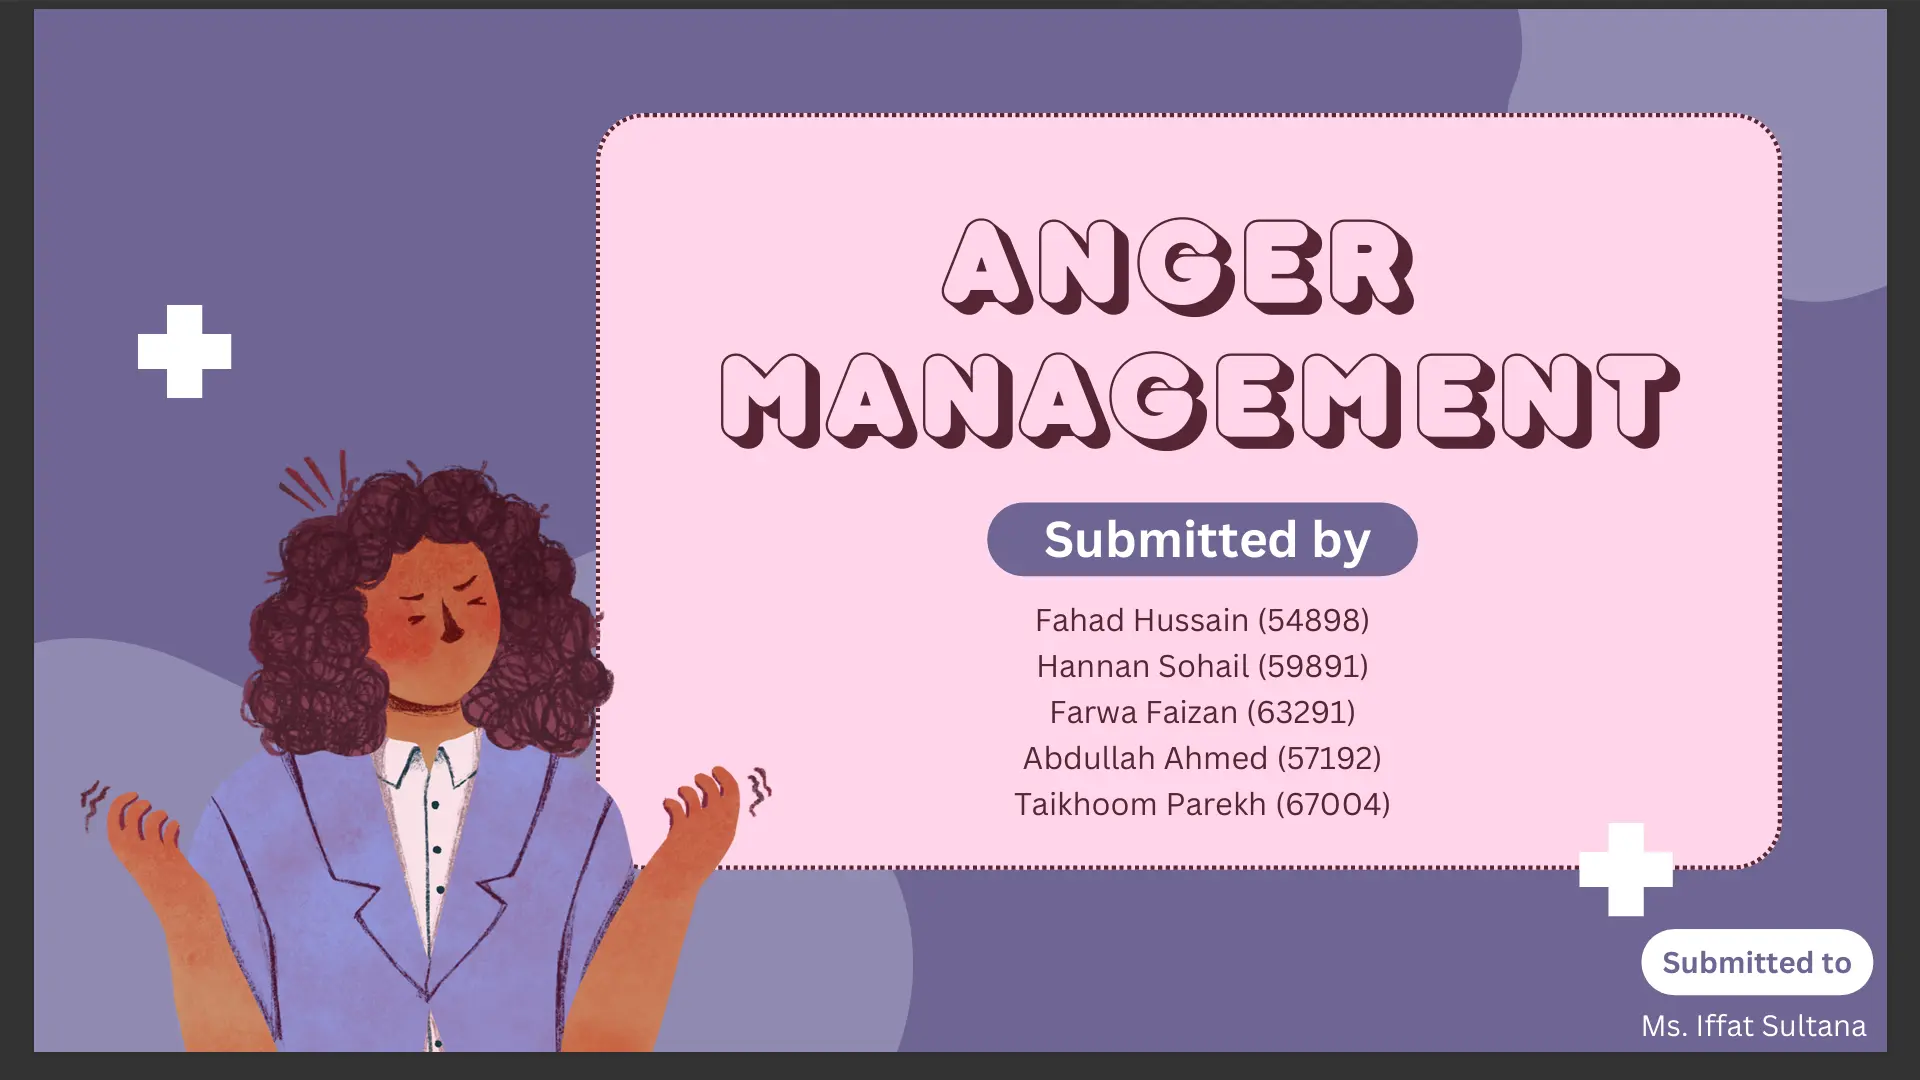 ANGER
MANAGEMENT
Submitted by
Fahad Hussain (54898)
Hannan Sohail (59891)
Farwa Faizan (63291)
Abdullah Ahmed (57192)
Taikhoom Parekh (67004)
Submitted to
Ms. Iffat Sultana